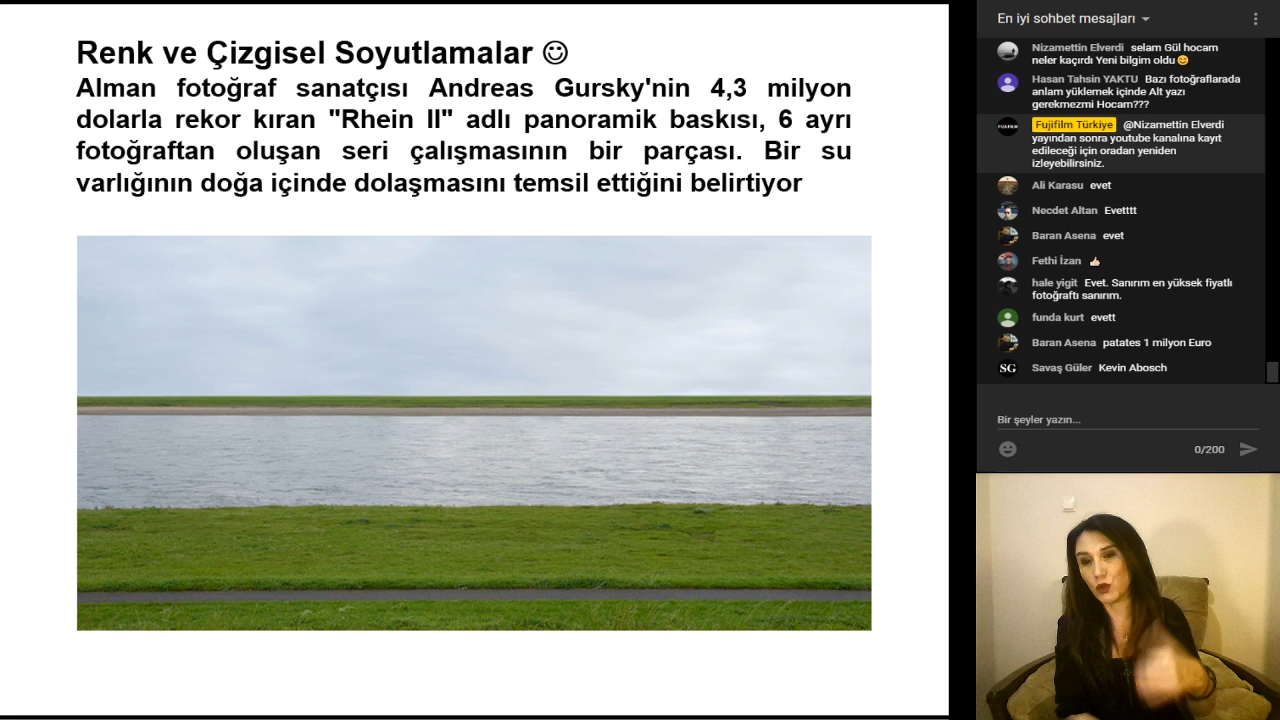 Renk ve Çizgisel Soyutlamalar ☺
Alman fotoğraf sanatçısı Andreas Gursky'nin 4,3 milyon
dolarla rekor kıran "Rhein II" adlı panoramik baskısı, 6 ayrı
fotoğraftan oluşan seri çalışmasının bir parçası. Bir su
varlığının doğa içinde dolaşmasını temsil ettiğini belirtiyor
En iyi sohbet mesajları
Nizamettin Elverdi selam Gül hocam
neler kaçırdı Yeni bilgim oldu😊
Hasan Tahsin YAKTU Bazı fotoğraflarada
anlam yüklemek içinde Alt yazı
gerekmezmi Hocam???
FUJIFILM
Fujifilm Türkiye @Nizamettin Elverdi
yayından sonra youtube kanalına kayıt
edileceği için oradan yeniden
izleyebilirsiniz.
Ali Karasu evet
Necdet Altan Evetttt
Baran Asena evet
Fethi İzan 👍🏻
hale yigit Evet. Sanırım en yüksek fiyatlı
fotoğraftı sanırım.
funda kurt evett
Baran Asena patates 1 milyon Euro
SG Savaş Güler Kevin Abosch
Bir şeyler yazın...
0/200